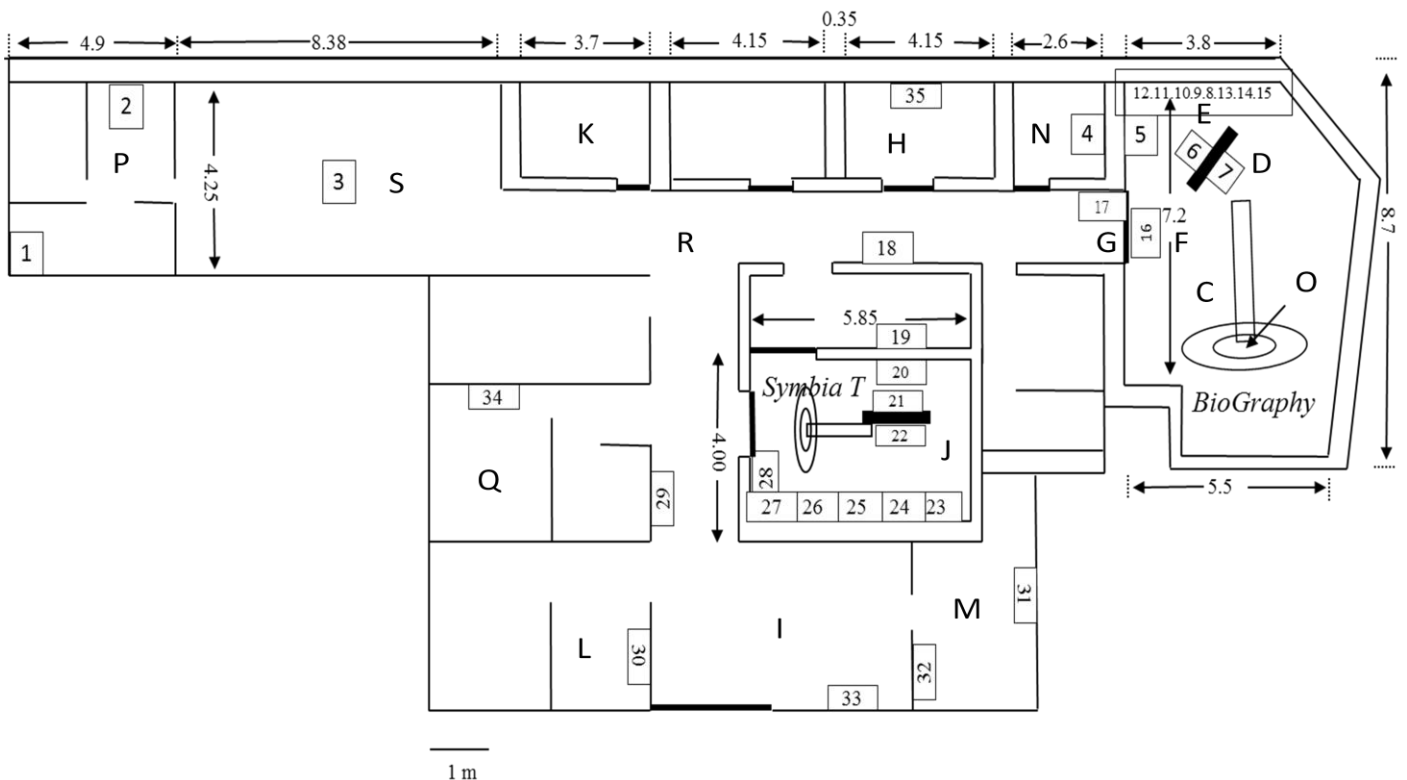 0.35
4.9 8.38 3.7 4.15 4.15 2.6 3.8
2 35 12.11.10.9.8.13.14.15
K H N 4 5 E
P 6 7 D
4.25 3 S
17 16 7.2 8.7
1 R 18 G F
C O
5.85
19
Symbia T 20
21 BioGraphy
34 22
4.00 J
Q 28 5.5
29 27 26 25 24 23
31
M
I
L 30
32
33
1 m